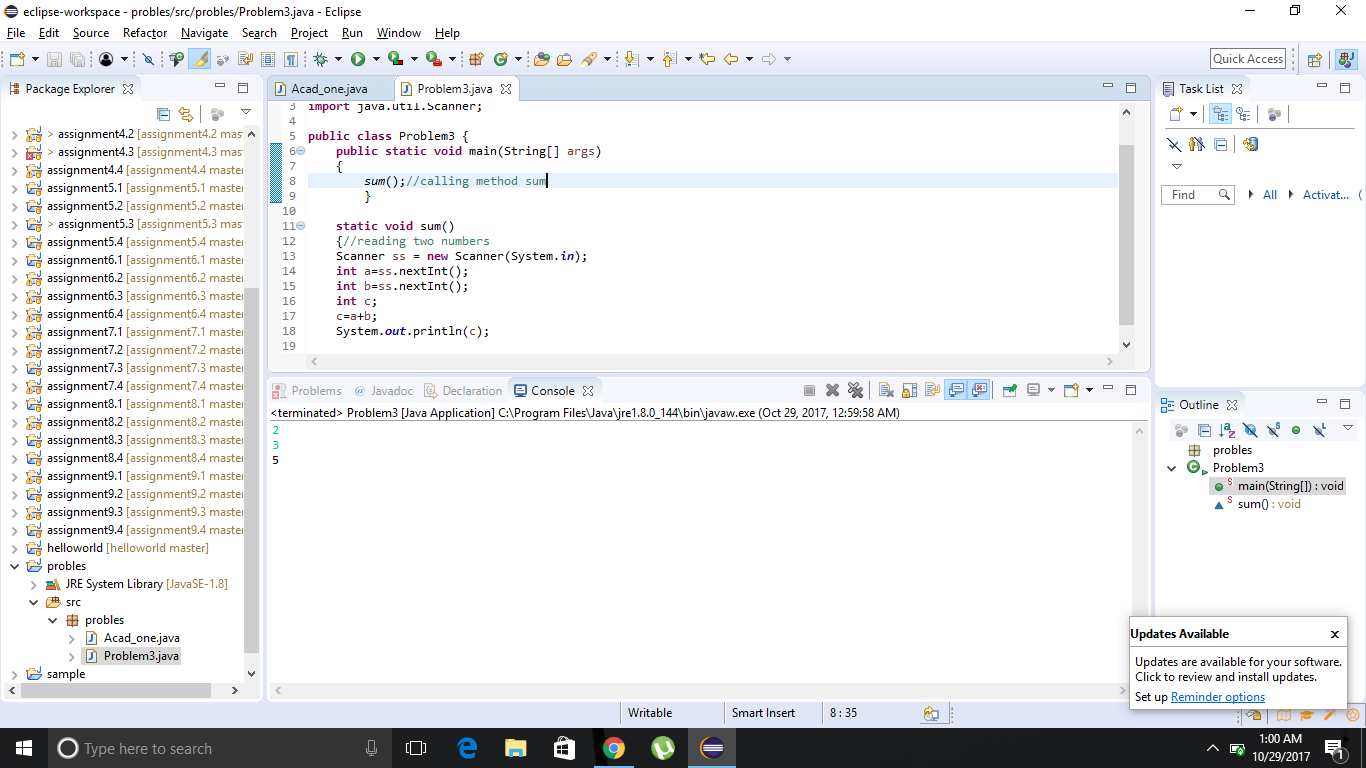 eclipse-workspace - probles/src/probles/Problem3.java - Eclipse
File Edit Source Refactor Navigate Search Project Run Window Help
Quick Access
Package Explorer
> assignment4.2 [assignment4.2 mas
> assignment4.3 [assignment4.3 mas
assignment4.4 [assignment4.4 master
assignment5.1 [assignment5.1 master
assignment5.2 [assignment5.2 master
> assignment5.3 [assignment5.3 mas
assignment5.4 [assignment5.4 master
assignment6.1 [assignment6.1 master
assignment6.2 [assignment6.2 master
assignment6.3 [assignment6.3 master
assignment6.4 [assignment6.4 master
assignment7.1 [assignment7.1 master
assignment7.2 [assignment7.2 master
assignment7.3 [assignment7.3 master
assignment7.4 [assignment7.4 master
assignment8.1 [assignment8.1 master
assignment8.2 [assignment8.2 master
assignment8.3 [assignment8.3 master
assignment8.4 [assignment8.4 master
assignment9.1 [assignment9.1 master
assignment9.2 [assignment9.2 master
assignment9.3 [assignment9.3 master
assignment9.4 [assignment9.4 master
helloworld [helloworld master]
probles
JRE System Library [JavaSE-1.8]
src
probles
Acad_one.java
Problem3.java
sample
Acad_one.java Problem3.java
3 import java.util.Scanner;
4
5 public class Problem3 {
6 public static void main(String[] args)
7 {
8 sum();//calling method sum
9 }
10
11 static void sum()
12 {//reading two numbers
13 Scanner ss = new Scanner(System.in);
14 int a=ss.nextInt();
15 int b=ss.nextInt();
16 int c;
17 c=a+b;
18 System.out.println(c);
19
Problems @ Javadoc Declaration Console
<terminated> Problem3 [Java Application] C:\Program Files\Java\jre1.8.0_144\bin\javaw.exe (Oct 29, 2017, 12:59:58 AM)
2
3
5
Task List
Find All Activat...
Outline
probles
Problem3
main(String[]) : void
sum() : void
Updates Available
Updates are available for your software.
Click to review and install updates.
Set up Reminder options
Writable Smart Insert 8 : 35
Type here to search
1:00 AM
10/29/2017
1